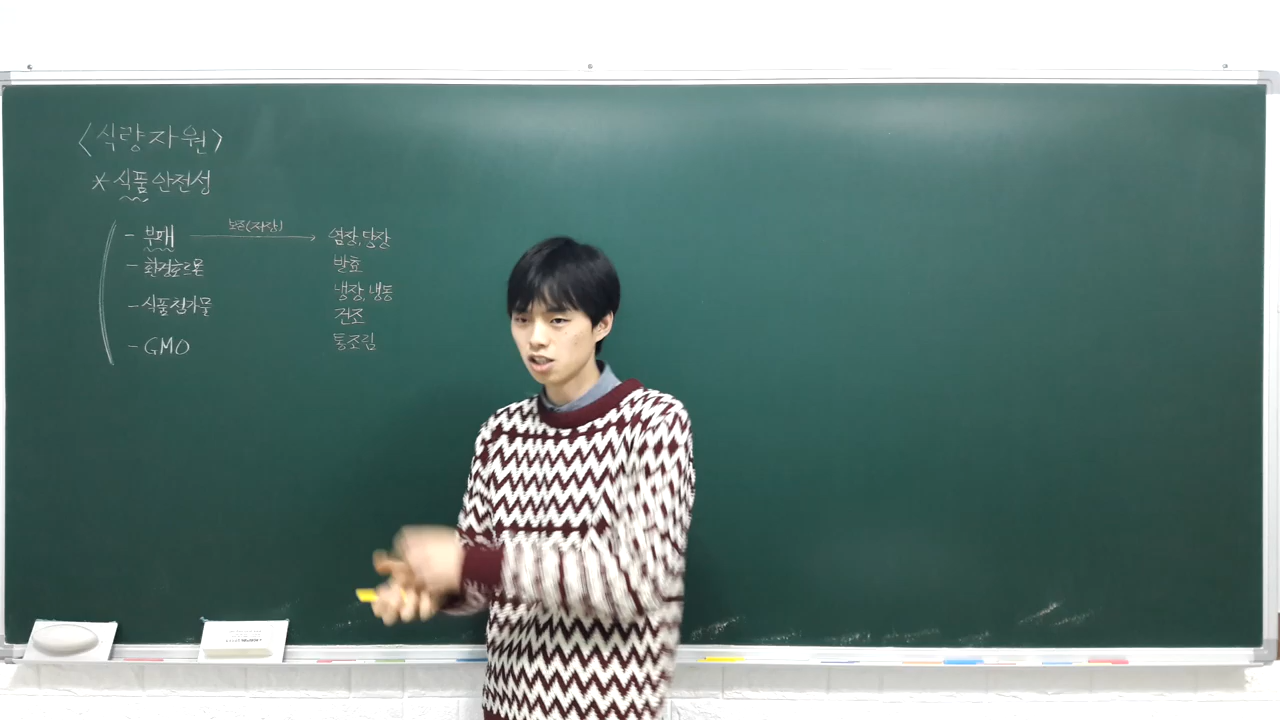 <식량자원>
* 식품안전성
- 부패 보존(저장) 염장, 당장
- 환경호르몬 발효
냉장, 냉동
- 식품첨가물 건조
- GMO 통조림